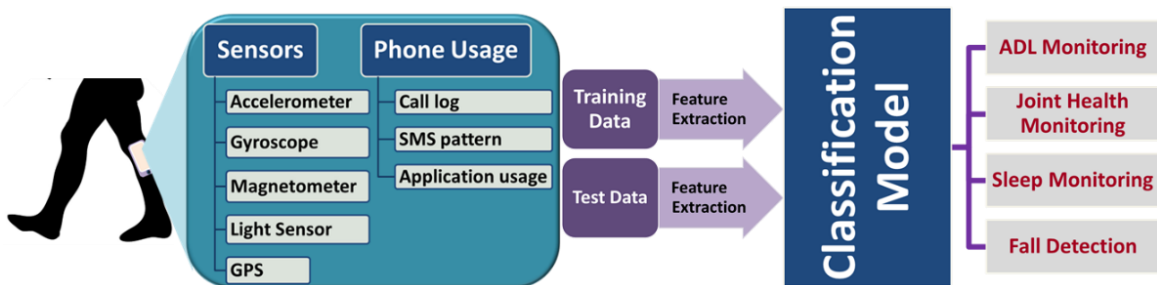 Sensors
Accelerometer
Gyroscope
Magnetometer
Light Sensor
GPS
Phone Usage
Call log
SMS pattern
Application usage
Training
Data
Feature
Extraction
Test Data
Feature
Extraction
Classification
Model
ADL Monitoring
Joint Health
Monitoring
Sleep Monitoring
Fall Detection